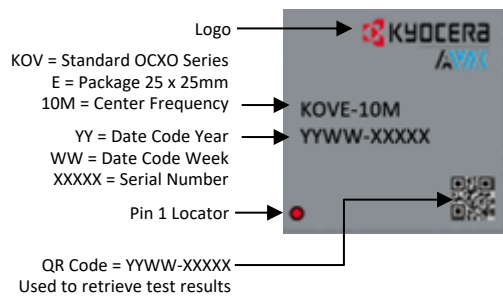 Logo
KYOCERA
AVX
KOV = Standard OCXO Series
E = Package 25 x 25mm
10M = Center Frequency
KOVE-10M
YY = Date Code Year
YYWW-XXXXX
WW = Date Code Week
XXXXX = Serial Number
Pin 1 Locator
QR Code = YYWW-XXXXX
Used to retrieve test results